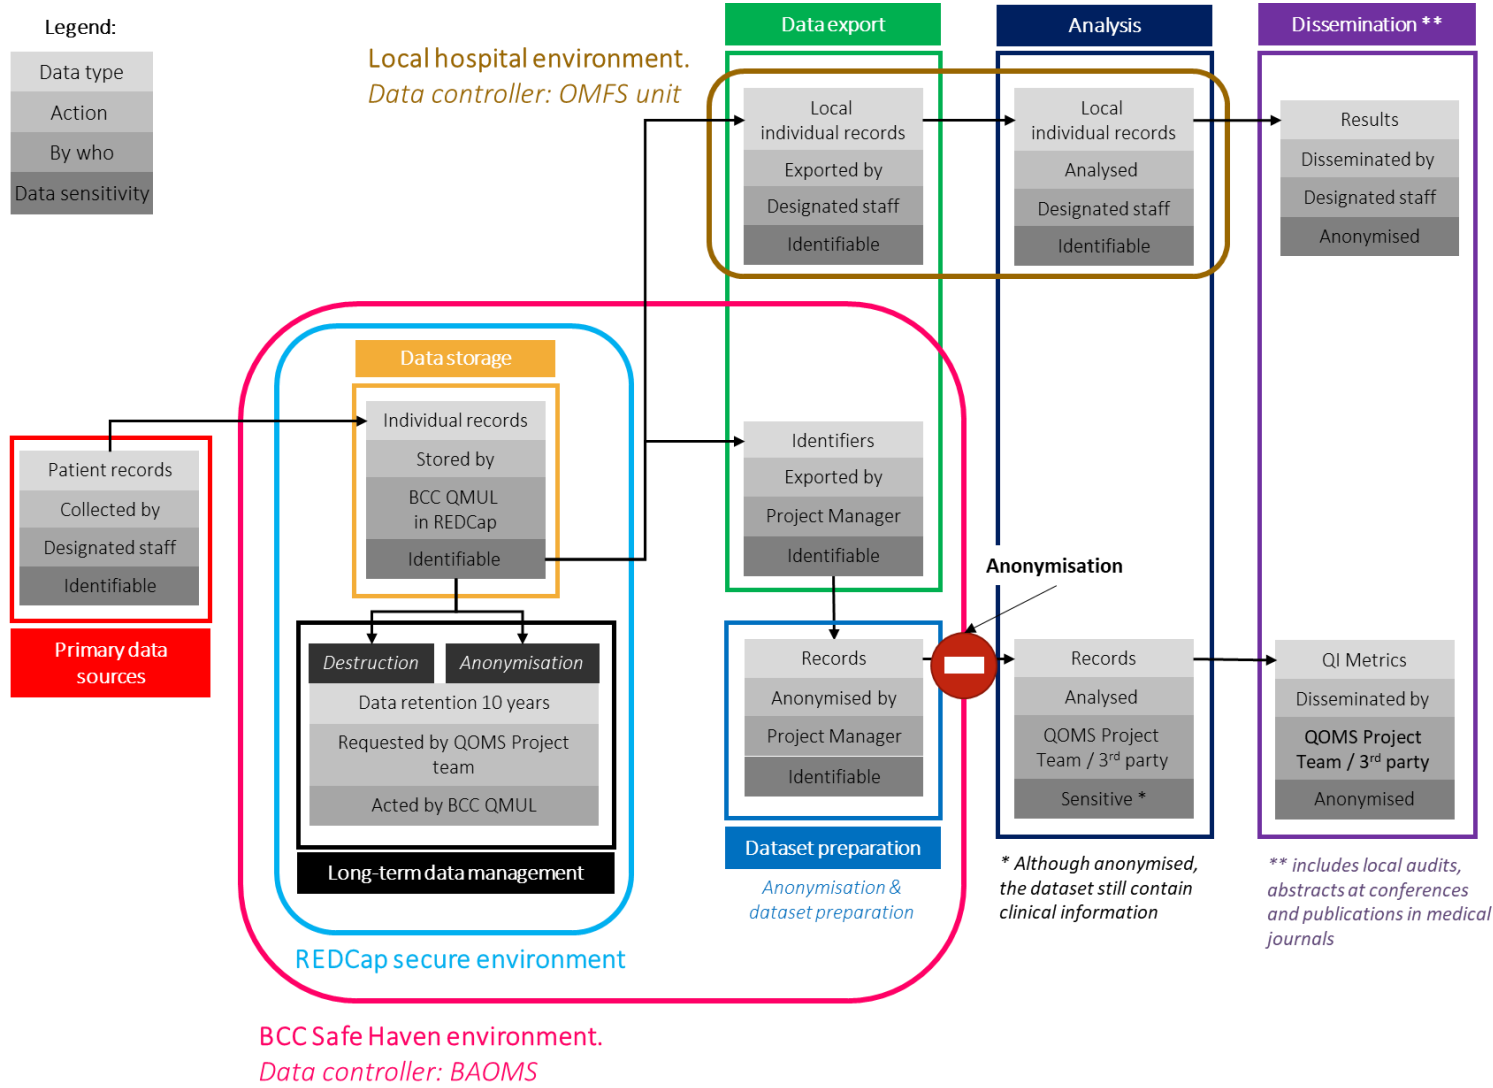 Legend:
Data type
Action
By who
Data sensitivity
Local hospital environment.
Data controller: OMFS unit
Data export
Analysis
Dissemination **
Local
individual records
Exported by
Designated staff
Identifiable
Local
individual records
Analysed
Designated staff
Identifiable
Results
Disseminated by
Designated staff
Anonymised
Data storage
Individual records
Stored by
BCC QMUL
in REDCap
Identifiable
Patient records
Collected by
Designated staff
Identifiable
Primary data
sources
Identifiers
Exported by
Project Manager
Identifiable
Anonymisation
Destruction
Anonymisation
Data retention 10 years
Requested by QOMS Project
team
Acted by BCC QMUL
Long-term data management
Records
Anonymised by
Project Manager
Identifiable
Dataset preparation
Anonymisation &
dataset preparation
Records
Analysed
QOMS Project
Team / 3rd party
Sensitive *
* Although anonymised,
the dataset still contain
clinical information
QI Metrics
Disseminated by
QOMS Project
Team / 3rd party
Anonymised
** includes local audits,
abstracts at conferences
and publications in medical
journals
REDCap secure environment
BCC Safe Haven environment.
Data controller: BAOMS